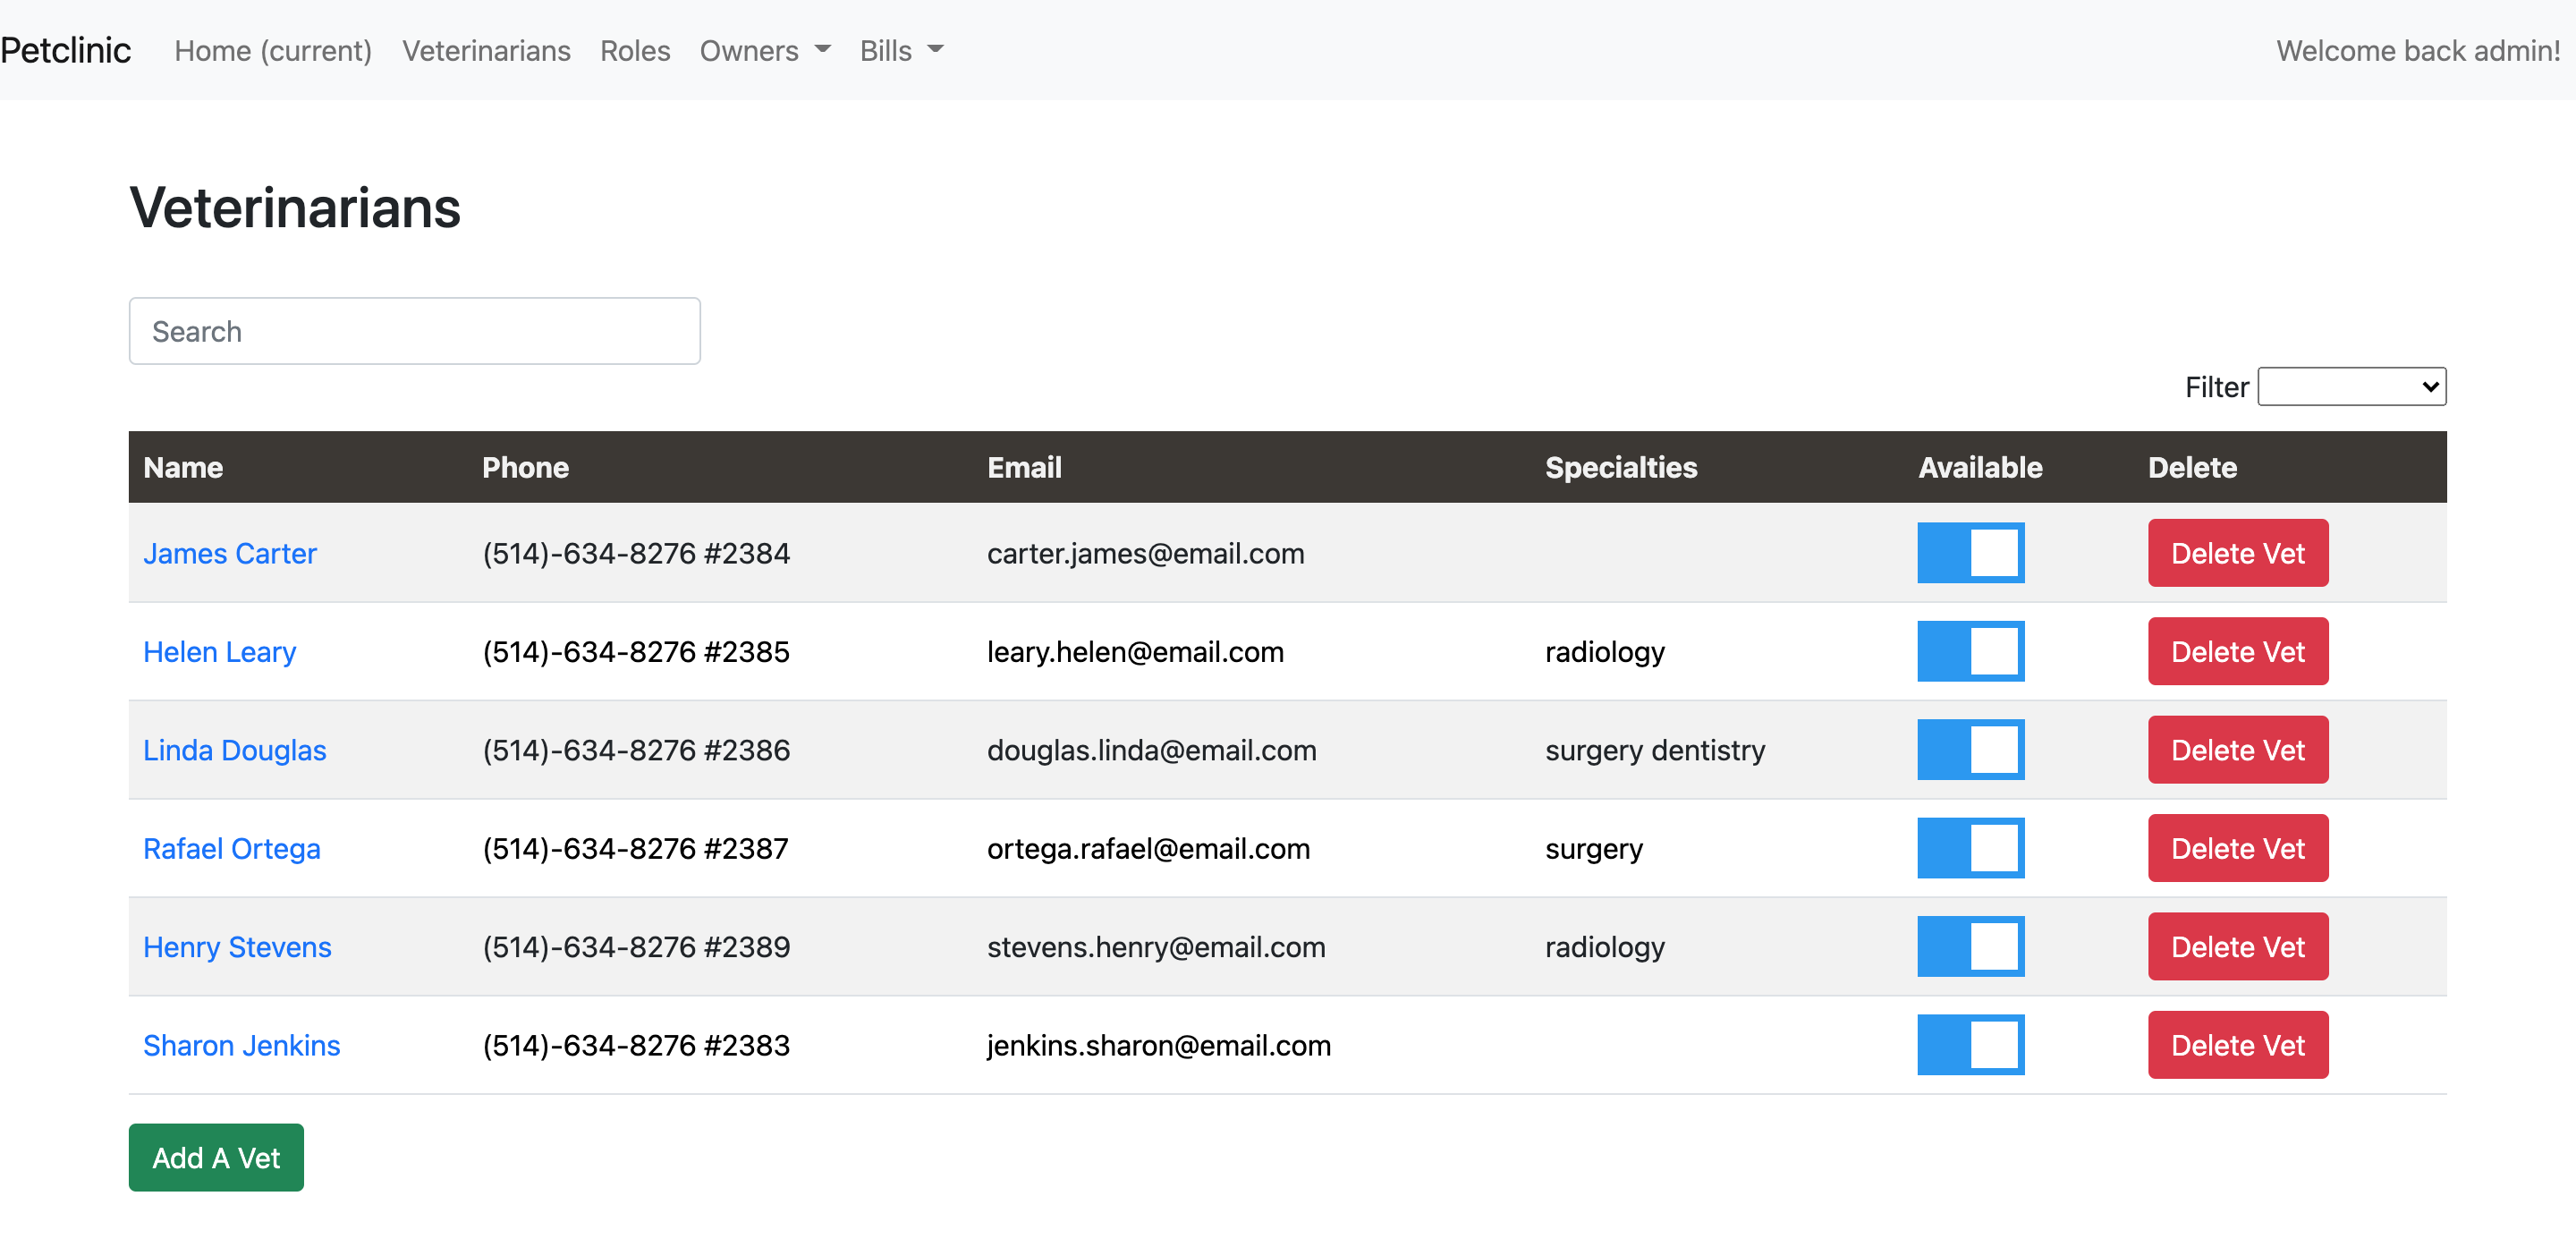 Petclinic Home (current) Veterinarians Roles Owners Bills Welcome back admin!
Veterinarians
Search
Filter
Name Phone Email Specialties Available Delete
James Carter (514)-634-8276 #2384 carter.james@email.com Delete Vet
Helen Leary (514)-634-8276 #2385 leary.helen@email.com radiology Delete Vet
Linda Douglas (514)-634-8276 #2386 douglas.linda@email.com surgery dentistry Delete Vet
Rafael Ortega (514)-634-8276 #2387 ortega.rafael@email.com surgery Delete Vet
Henry Stevens (514)-634-8276 #2389 stevens.henry@email.com radiology Delete Vet
Sharon Jenkins (514)-634-8276 #2383 jenkins.sharon@email.com Delete Vet
Add A Vet